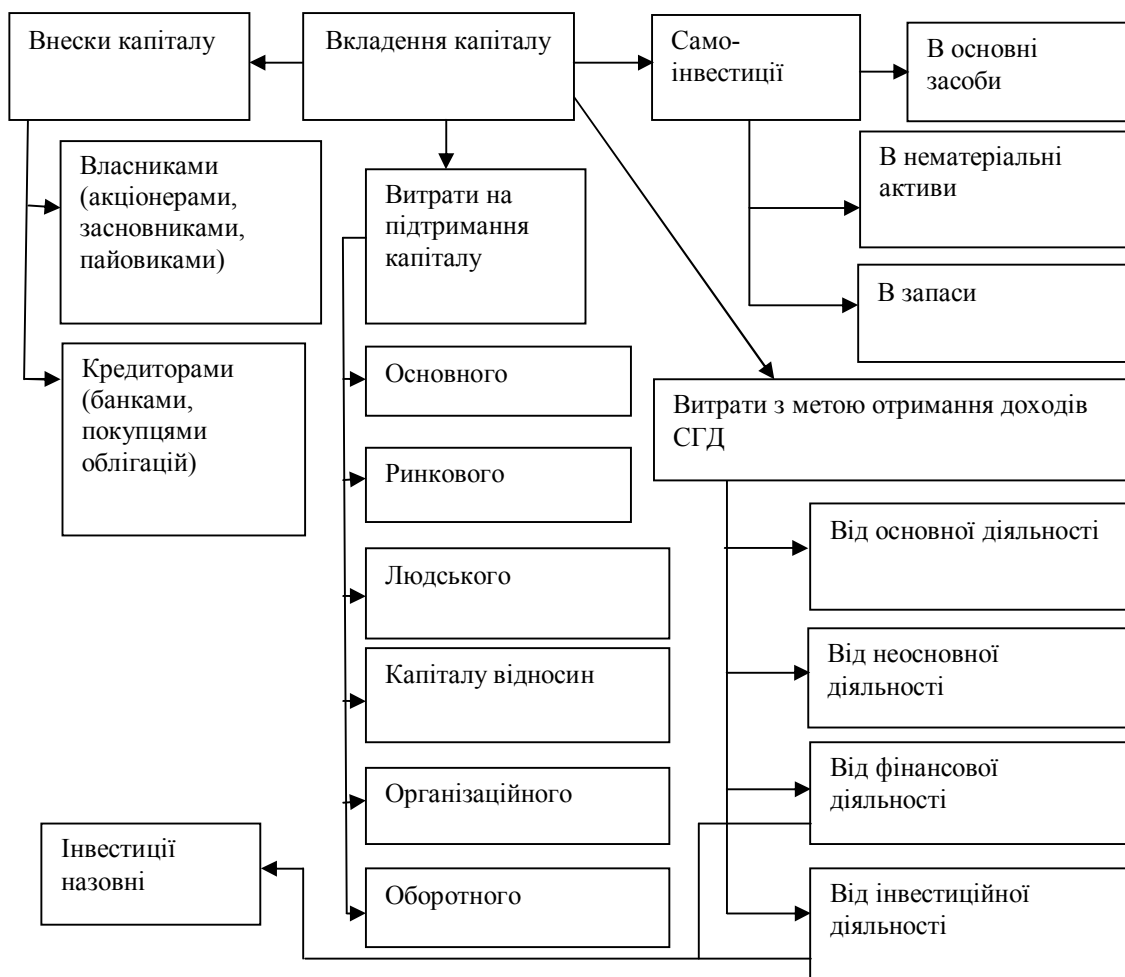 Внески капіталу
Вкладення капіталу
Само-
інвестиції
В основні
засоби
Власниками
(акціонерами,
засновниками,
пайовиками)
Витрати на
підтримання
капіталу
В нематеріальні
активи
В запаси
Кредиторами
(банками,
покупцями
облігацій)
Основного
Витрати з метою отримання доходів
СГД
Ринкового
Від основної діяльності
Людського
Від неосновної
діяльності
Капіталу відносин
Від фінансової
діяльності
Організаційного
Інвестиції
назовні
Оборотного
Від інвестиційної
діяльності